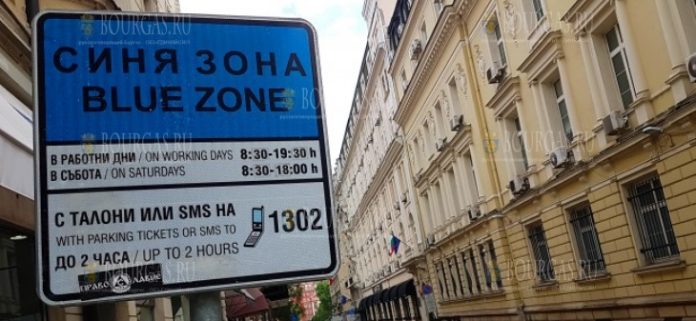 СИНЯ ЗОНА
BLUE ZONE
В РАБОТНИ ДНИ / ON WORKING DAYS 8:30-19:30 h
В СЪБОТА / ON SATURDAYS 8:30-18:00 h
С ТАЛОНИ ИЛИ SMS НА
WITH PARKING TICKETS OR SMS TO
1302
ДО 2 ЧАСА / UP TO 2 HOURS
BOURGAS.RU